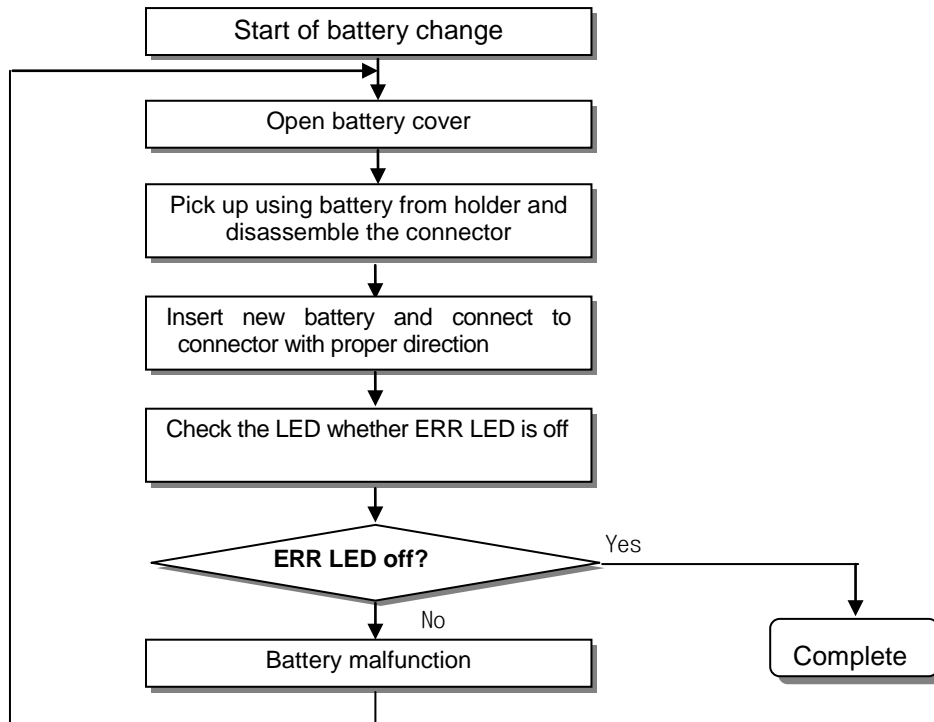 Start of battery change
Open battery cover
Pick up using battery from holder and
disassemble the connector
Insert new battery and connect to
connector with proper direction
Check the LED whether ERR LED is off
ERR LED off?
Yes
No
Battery malfunction
Complete